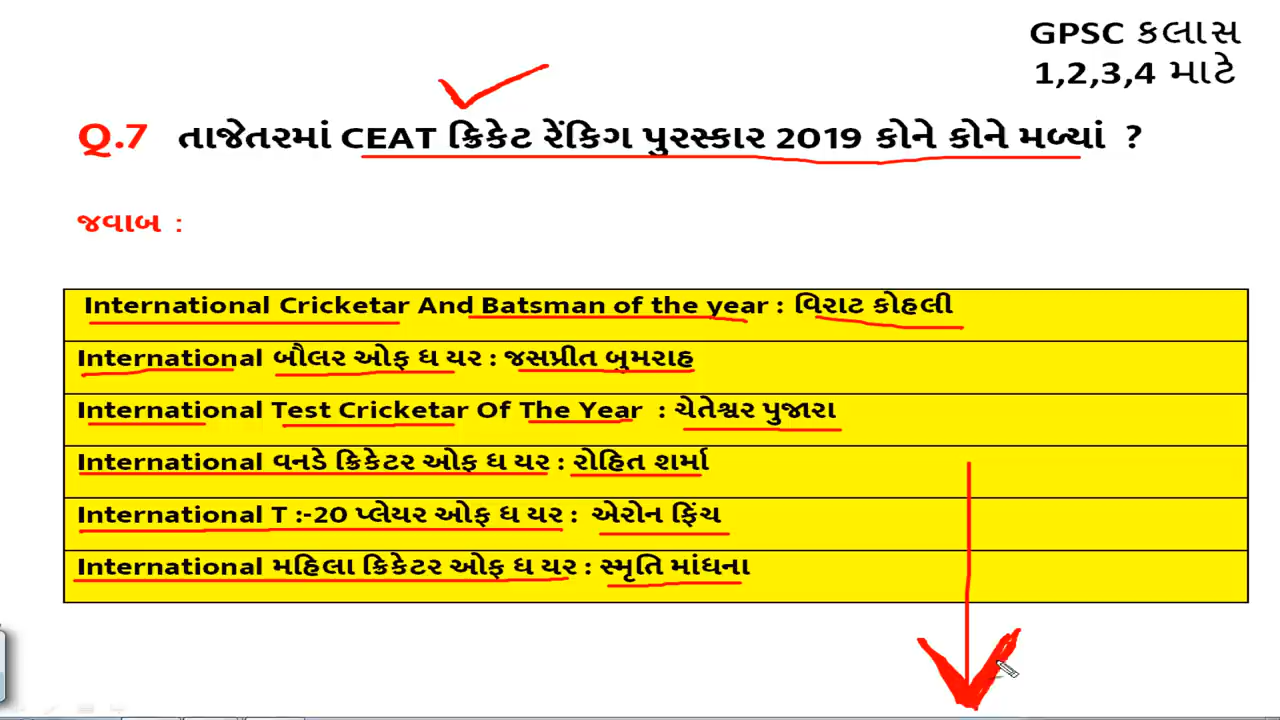 GPSC કલાસ
1,2,3,4 માટે
Q.7 તાજેતરમાં CEAT ક્રિકેટ રેંકિગ પુરસ્કાર 2019 કોને કોને મળ્યાં ?
જવાબ :
International Cricketar And Batsman of the year : વિરાટ કોહલી
International બૌલર ઓફ ધ યર : જસપ્રીત બુમરાહ
International Test Cricketar Of The Year : ચેતેશ્વર પુજારા
International વનડે ક્રિકેટર ઓફ ધ યર : રોહિત શર્મા
International T :-20 પ્લેયર ઓફ ધ યર : એરોન ફિંચ
International મહિલા ક્રિકેટર ઓફ ધ યર : સ્મૃતિ માંધના